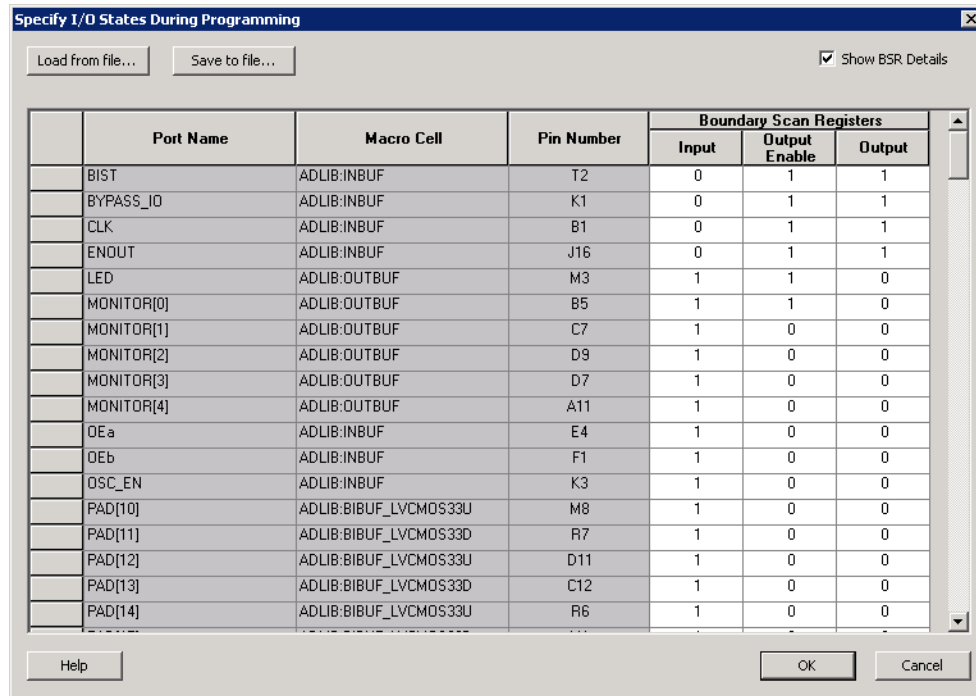 Specify I/O States During Programming
Load from file... Save to file... Show BSR Details
Port Name Macro Cell Pin Number Boundary Scan Registers
Input Output Enable Output
BIST ADLIB:INBUF T2 0 1 1
BYPASS_IO ADLIB:INBUF K1 0 1 1
CLK ADLIB:INBUF B1 0 1 1
ENOUT ADLIB:INBUF J16 0 1 1
LED ADLIB:OUTBUF M3 1 1 0
MONITOR[0] ADLIB:OUTBUF B5 1 1 0
MONITOR[1] ADLIB:OUTBUF C7 1 0 0
MONITOR[2] ADLIB:OUTBUF D9 1 0 0
MONITOR[3] ADLIB:OUTBUF D7 1 0 0
MONITOR[4] ADLIB:OUTBUF A11 1 0 0
OEa ADLIB:INBUF E4 1 0 0
OEb ADLIB:INBUF F1 1 0 0
OSC_EN ADLIB:INBUF K3 1 0 0
PAD[10] ADLIB:BIBUF_LVCMOS33U M8 1 0 0
PAD[11] ADLIB:BIBUF_LVCMOS33D R7 1 0 0
PAD[12] ADLIB:BIBUF_LVCMOS33U D11 1 0 0
PAD[13] ADLIB:BIBUF_LVCMOS33D C12 1 0 0
PAD[14] ADLIB:BIBUF_LVCMOS33U R6 1 0 0
Help OK Cancel